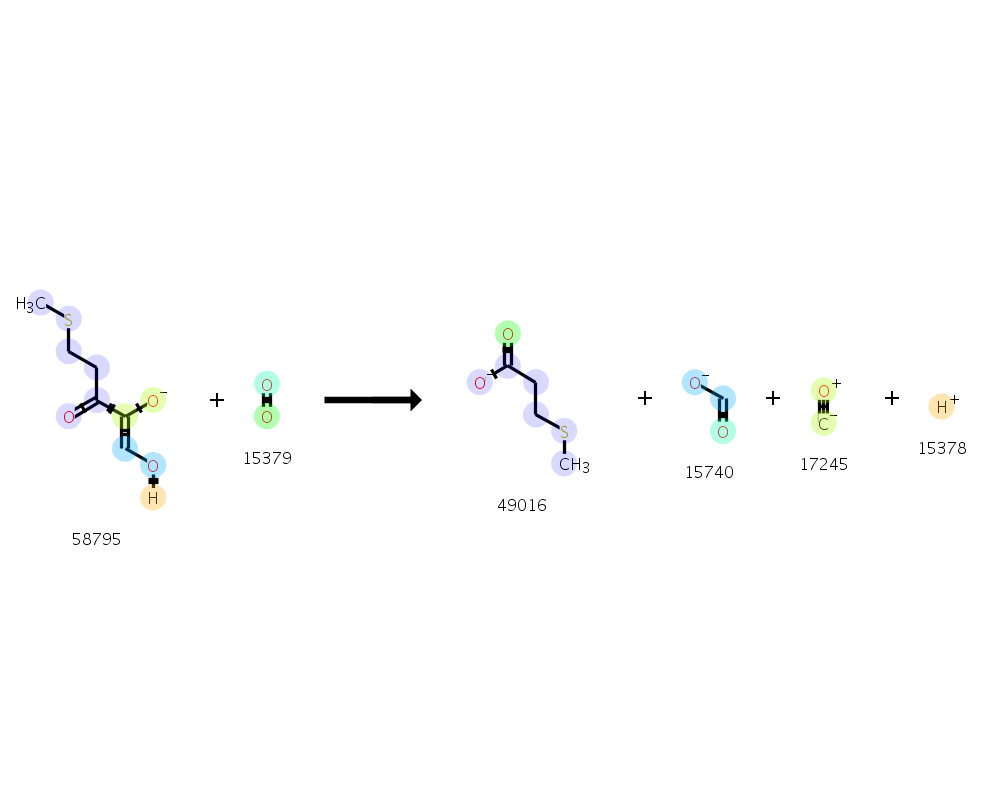 H3C
S
O
O−
O
H
58795
+
O
O
15379
O
O−
S
CH3
49016
+
O−
O
15740
+
O+
C−
17245
+
H+
15378